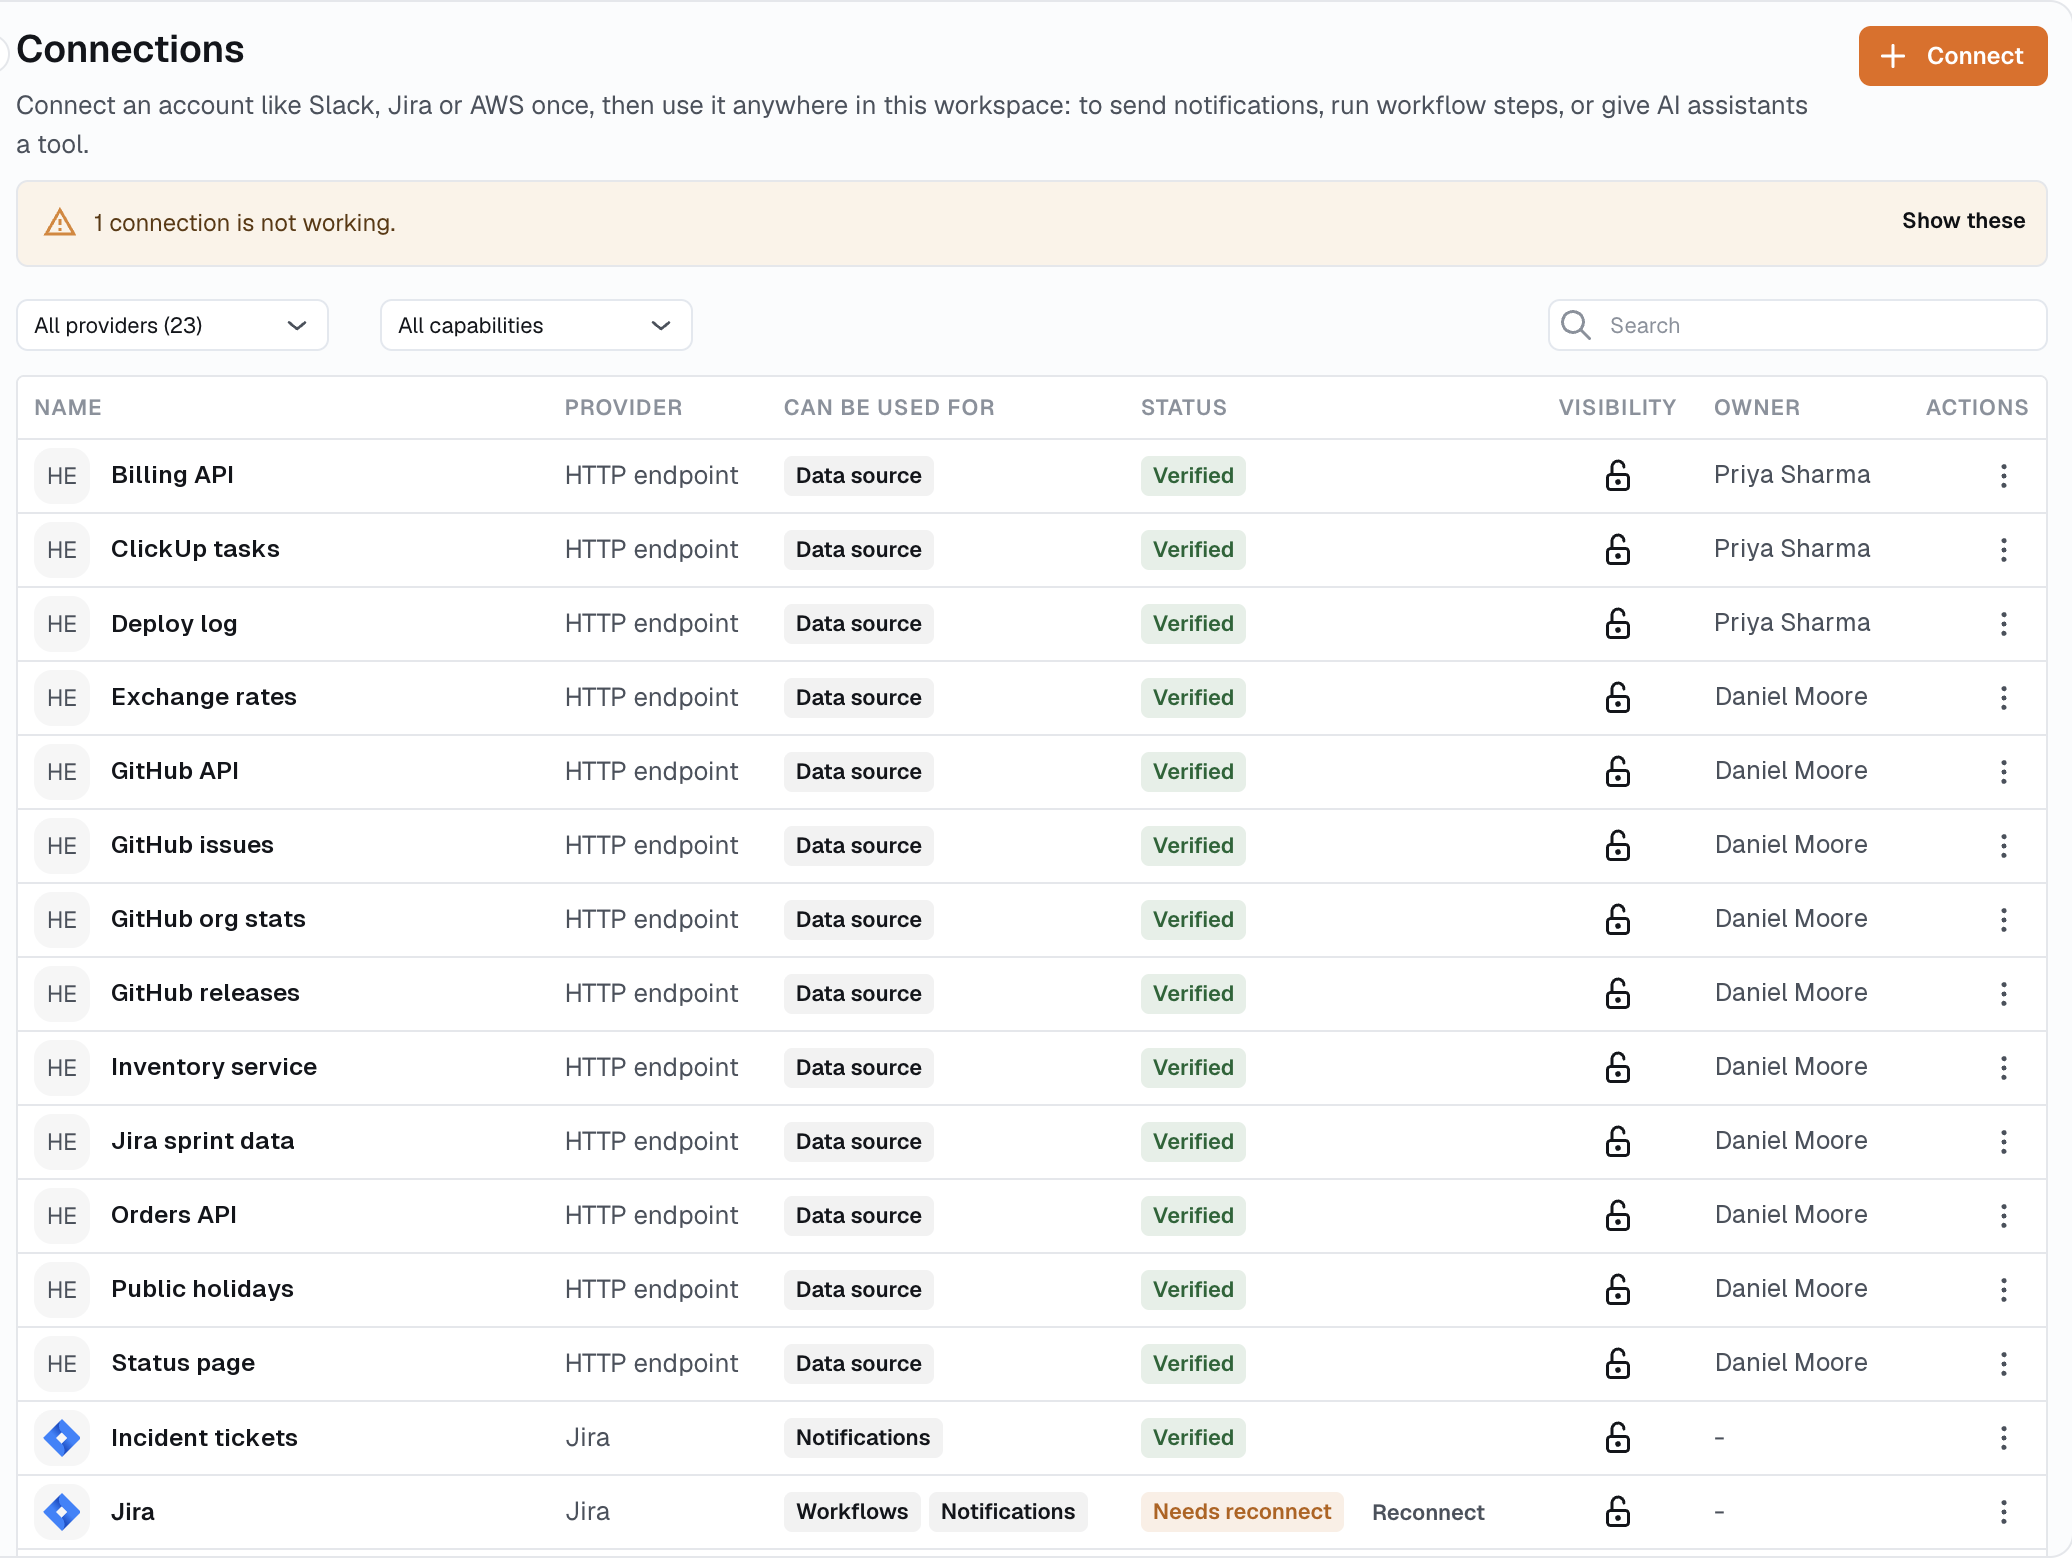 Connections
Connect
Connect an account like Slack, Jira or AWS once, then use it anywhere in this workspace: to send notifications, run workflow steps, or give AI assistants
a tool.
1 connection is not working.
Show these
All providers (23)
All capabilities
Search
NAME PROVIDER CAN BE USED FOR STATUS VISIBILITY OWNER ACTIONS
HE Billing API HTTP endpoint Data source Verified Priya Sharma
HE ClickUp tasks HTTP endpoint Data source Verified Priya Sharma
HE Deploy log HTTP endpoint Data source Verified Priya Sharma
HE Exchange rates HTTP endpoint Data source Verified Daniel Moore
HE GitHub API HTTP endpoint Data source Verified Daniel Moore
HE GitHub issues HTTP endpoint Data source Verified Daniel Moore
HE GitHub org stats HTTP endpoint Data source Verified Daniel Moore
HE GitHub releases HTTP endpoint Data source Verified Daniel Moore
HE Inventory service HTTP endpoint Data source Verified Daniel Moore
HE Jira sprint data HTTP endpoint Data source Verified Daniel Moore
HE Orders API HTTP endpoint Data source Verified Daniel Moore
HE Public holidays HTTP endpoint Data source Verified Daniel Moore
HE Status page HTTP endpoint Data source Verified Daniel Moore
Incident tickets Jira Notifications Verified -
Jira Jira Workflows Notifications Needs reconnect Reconnect -